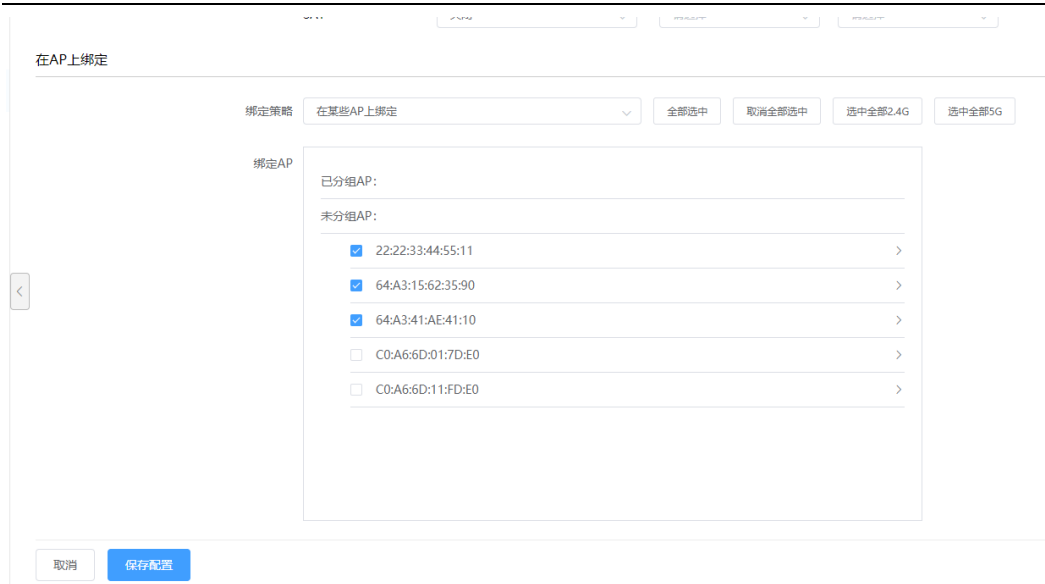 在AP上绑定
绑定策略 在某些AP上绑定 全部选中 取消全部选中 选中全部2.4G 选中全部5G
绑定AP
已分组AP：
未分组AP：
22:22:33:44:55:11
64:A3:15:62:35:90
64:A3:41:AE:41:10
C0:A6:6D:01:7D:E0
C0:A6:6D:11:FD:E0
取消 保存配置